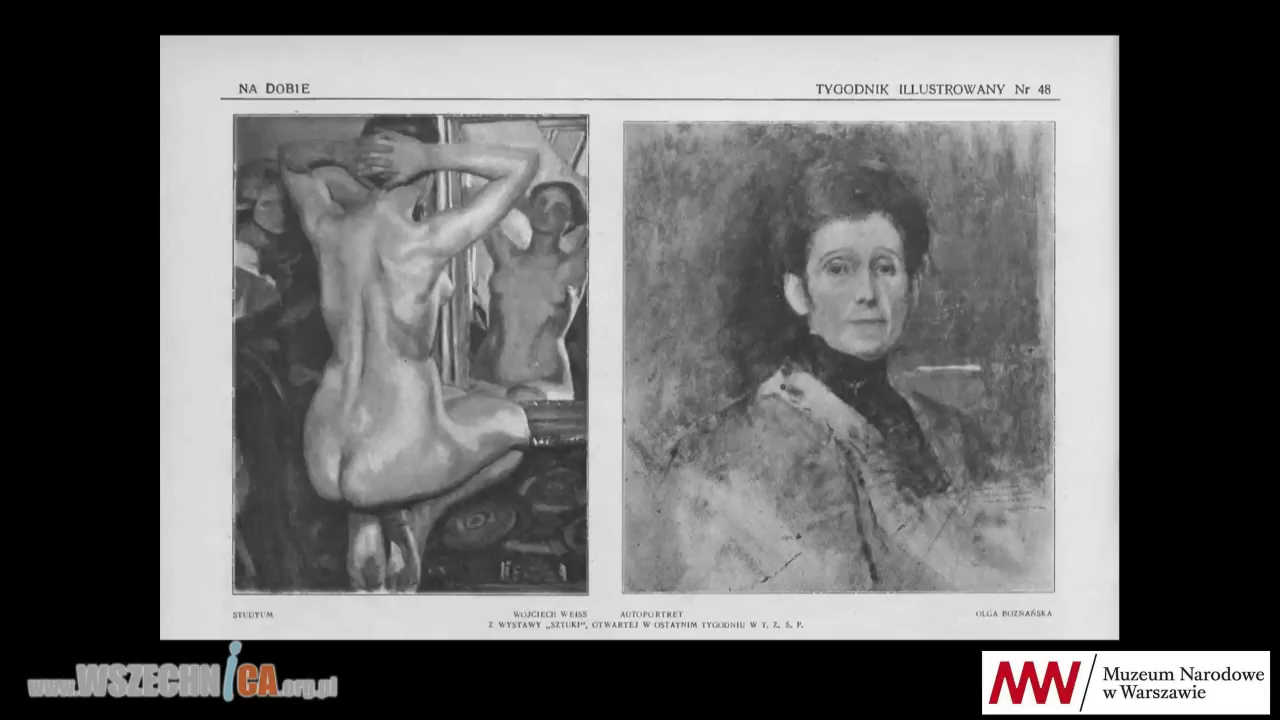 NA DOBIE
TYGODNIK ILLUSTROWANY Nr 48
STUDYUM
WOJCIECH WEISS
AUTOPORTRET
OLGA BOZNAŃSKA
Z WYSTAWY „SZTUKI”, OTWARTEJ W OSTATNIM TYGODNIU W T. Z. S. P.
www.WSZECHNiCA.org.pl
MNW
Muzeum Narodowe
w Warszawie